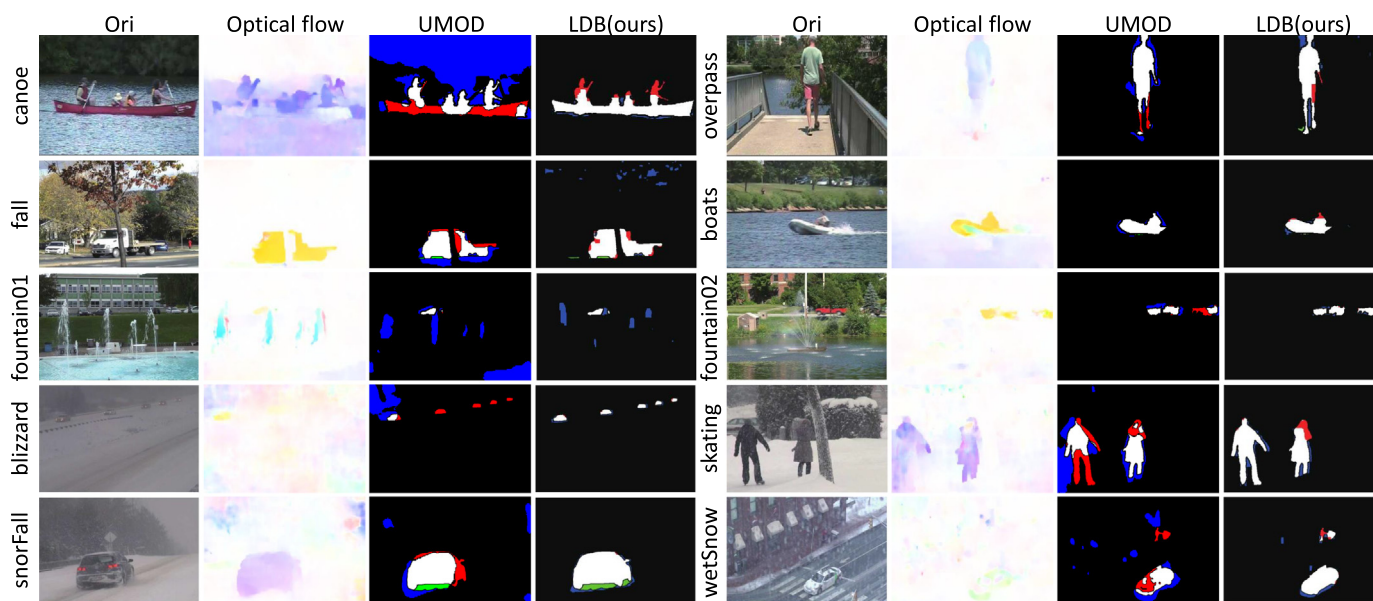 Ori Optical flow UMOD LDB(ours) Ori Optical flow UMOD LDB(ours)
canoe overpass
fall boats
fountain01 fountain02
blizzard skating
snorFall wetSnow